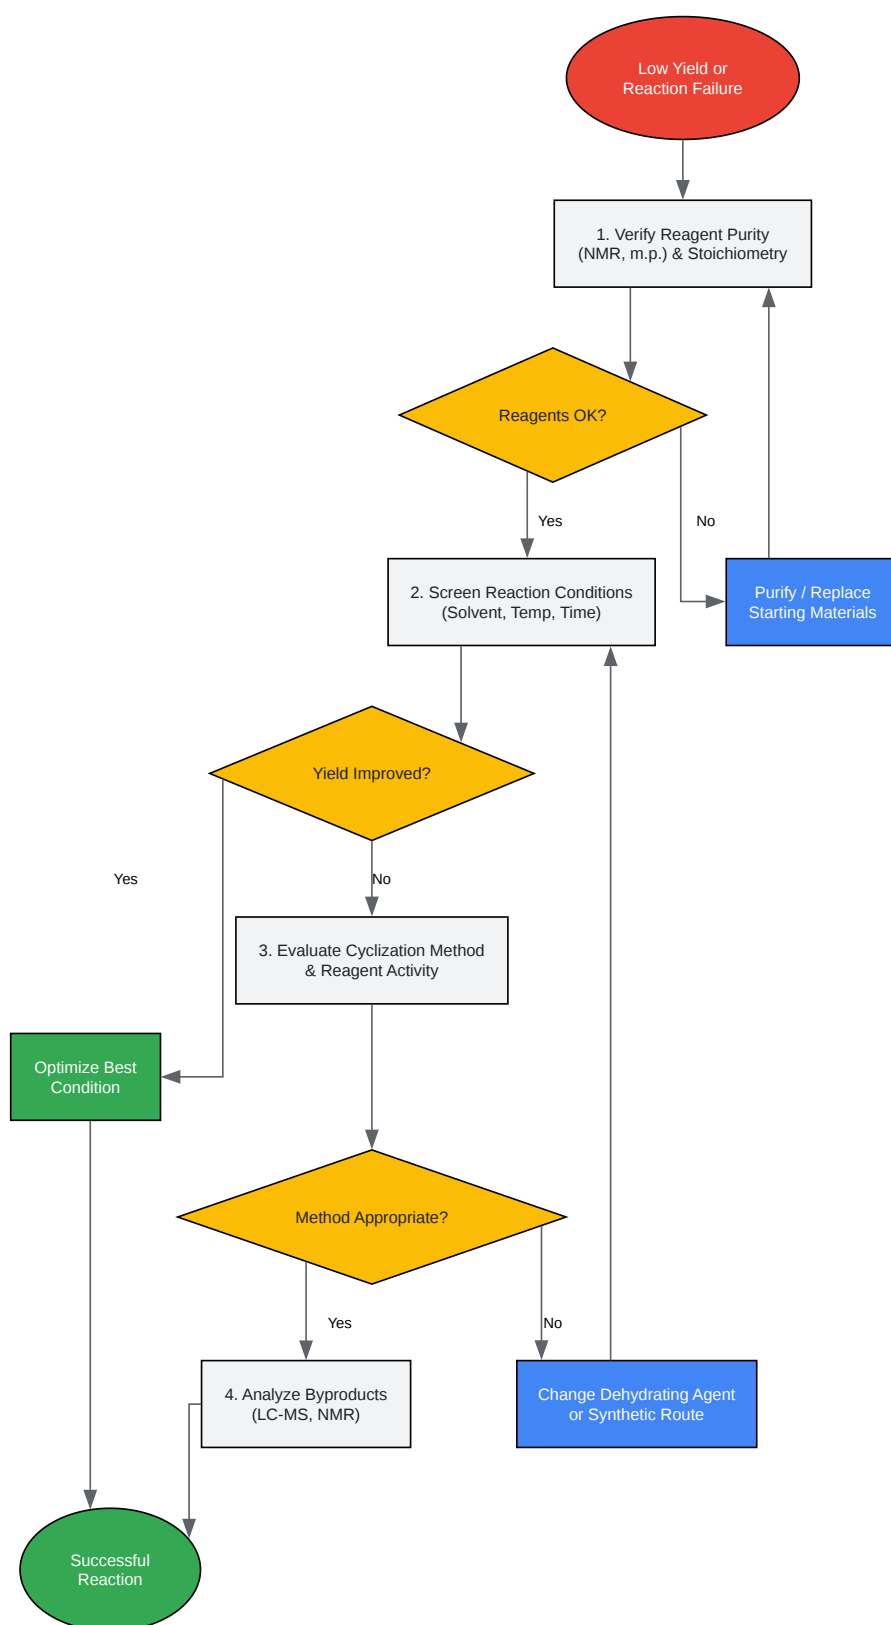 Low Yield or
Reaction Failure
1. Verify Reagent Purity
(NMR, m.p.) & Stoichiometry
Reagents OK?
Yes
No
2. Screen Reaction Conditions
(Solvent, Temp, Time)
Purify / Replace
Starting Materials
Yield Improved?
Yes
No
3. Evaluate Cyclization Method
& Reagent Activity
Optimize Best
Condition
Method Appropriate?
Yes
No
4. Analyze Byproducts
(LC-MS, NMR)
Change Dehydrating Agent
or Synthetic Route
Successful
Reaction